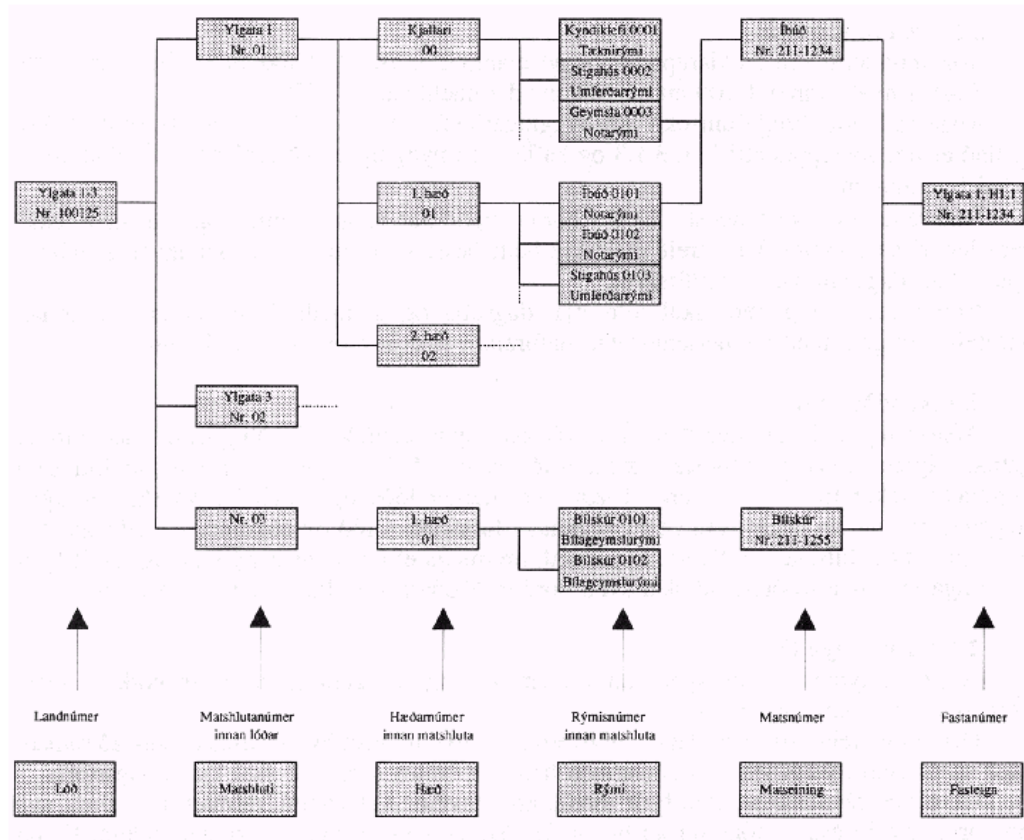 Ylgata 1
Nr. 01
Kjallari
00
Kyndiklefi 0001
Tæknirými
Stigahús 0002
Umferðarrými
Geymsla 0003
Notarými
Íbúð
Nr. 211-1234
Ylgata 1-3
Nr. 100125
1. hæð
01
Íbúð 0101
Notarými
Íbúð 0102
Notarými
Stigahús 0103
Umferðarrými
Ylgata 1, H1.1
Nr. 211-1234
2. hæð
02
Ylgata 3
Nr. 02
Nr. 03
1. hæð
01
Bílskúr 0101
Bílageymslurými
Bílskúr 0102
Bílageymslurými
Bílskúr
Nr. 211-1255
Landnúmer
Matshlutanúmer
innan lóðar
Hæðarnúmer
innan matshluta
Rýmisnúmer
innan matshluta
Matsnúmer
Fastanúmer
Lóð
Matshluti
Hæð
Rými
Matseining
Fasteign